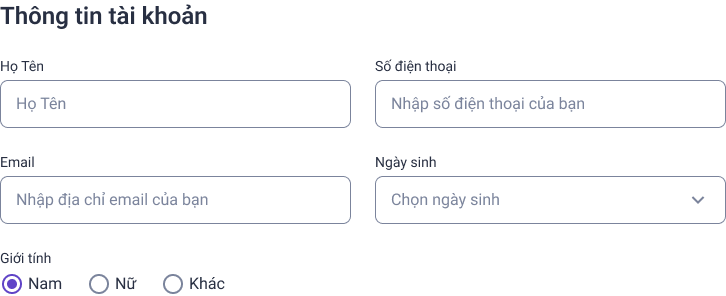 Thông tin tài khoản
Họ Tên
Số điện thoại
Họ Tên
Nhập số điện thoại của bạn
Email
Ngày sinh
Nhập địa chỉ email của bạn
Chọn ngày sinh
Giới tính
Nam
Nữ
Khác